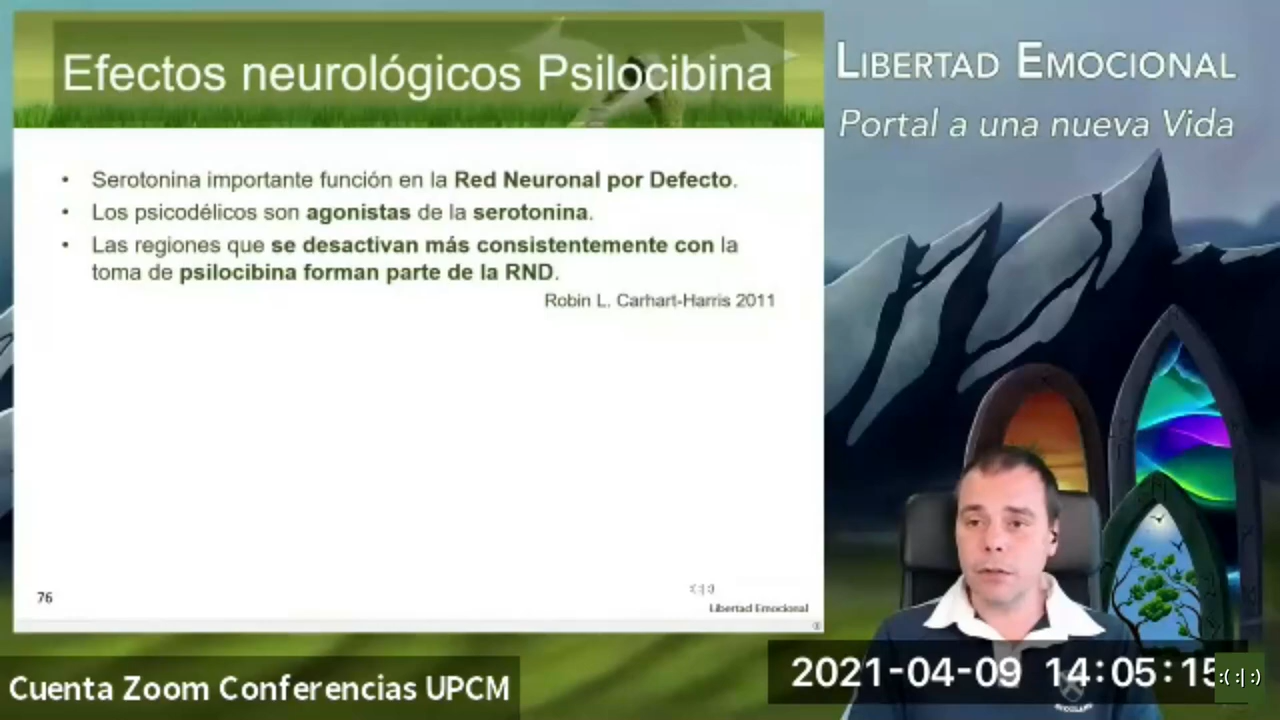 Efectos neurológicos Psilocibina
LIBERTAD EMOCIONAL
Portal a una nueva Vida
• Serotonina importante función en la Red Neuronal por Defecto.
• Los psicodélicos son agonistas de la serotonina.
• Las regiones que se desactivan más consistentemente con la
toma de psilocibina forman parte de la RND.
Robin L. Carhart-Harris 2011
76
:( :|:)
Libertad Emocional
Cuenta Zoom Conferencias UPCM
2021-04-09 14:05:15
:( :|:)